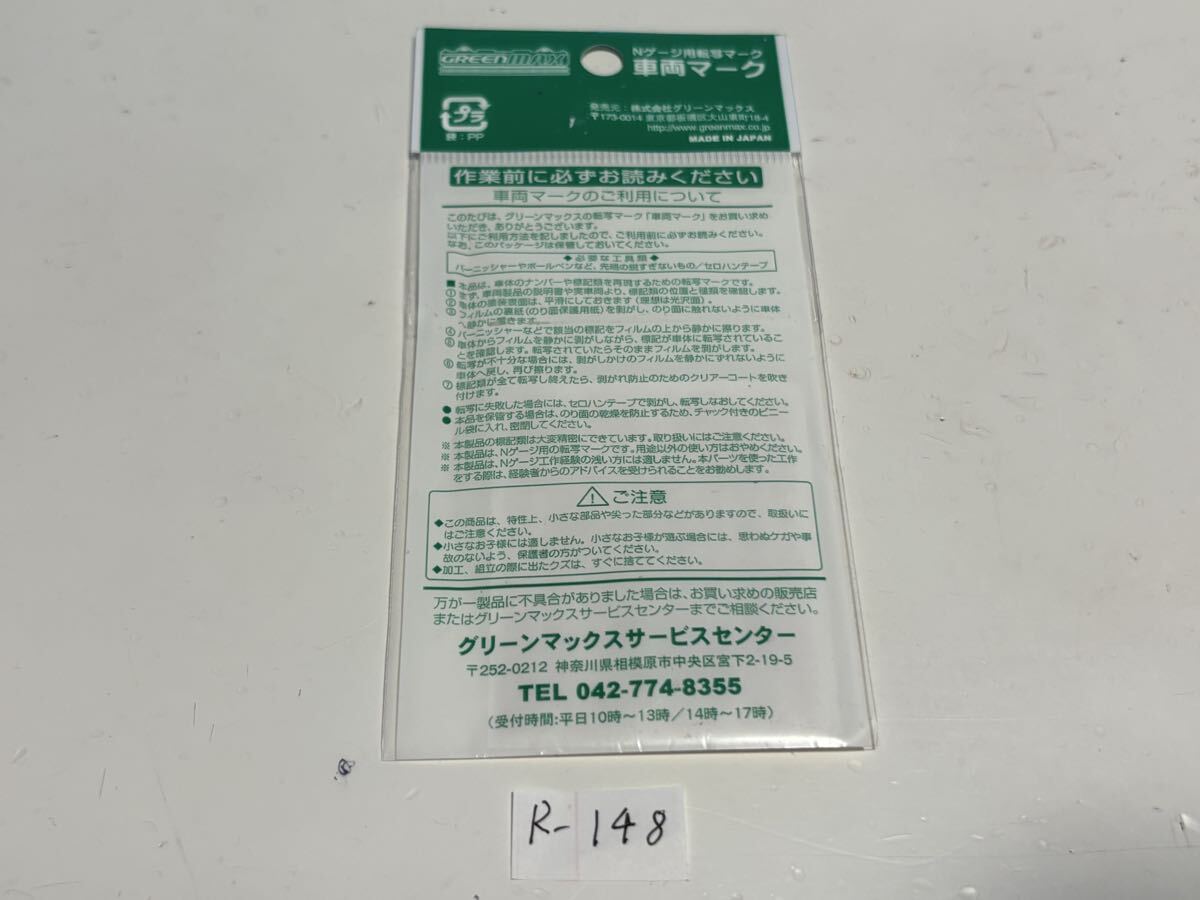 GREENMAX
Nゲージ用転写マーク
車両マーク
プラ
袋：PP
発売元：株式会社グリーンマックス
〒173-0014 東京都板橋区大山東町18-4
http://www.greenmax.co.jp
MADE IN JAPAN
作業前に必ずお読みください
車両マークのご利用について
このたびは、グリーンマックスの転写マーク「車両マーク」をお買い求め
いただき、ありがとうございます。
以下にご利用方法を記しましたので、ご利用前に必ずお読みください。
なお、このパッケージは保管しておいてください。
◆必要な工具類◆
バーニッシャーやボールペンなど、先端の鋭すぎないもの／セロハンテープ
■ 本品は、車体のナンバーや標記類を再現するための転写マークです。
① まず、車両製品の説明書や実車両より、標記類の位置と種類を確認します。
② 車体の塗装表面は、平滑にしておきます（理想は光沢面）。
③ フィルムの裏紙（のり面保護用紙）を剥がし、のり面に触れないように車体
へ静かに置きます。
④ バーニッシャーなどで該当の標記をフィルムの上から静かに擦ります。
⑤ 車体からフィルムを静かに剥がしながら、標記が車体に転写されているこ
とを確認します。転写されていたらそのままフィルムを剥がします。
⑥ 転写が不十分な場合には、剥がしかけのフィルムを静かにずれないように
車体へ戻し、再び擦ります。
⑦ 標記類が全て転写し終えたら、剥がれ防止のためのクリアーコートを吹き
付けます。
● 転写に失敗した場合には、セロハンテープで剥がし、転写しなおしてください。
● 本品を保管する場合は、のり面の乾燥を防止するため、チャック付きのビニー
ル袋に入れ、密閉してください。
※ 本製品の標記類は大変精密にできています。取り扱いにはご注意ください。
※ 本製品は、Nゲージ用の転写マークです。用途以外の使い方はおやめください。
※ 本製品は、Nゲージ工作経験の浅い方には適しません。本パーツを使った工作
をする際は、経験者からのアドバイスを受けられることをお勧めします。
ご注意
◆この商品は、特性上、小さな部品や尖った部分などがありますので、取扱いに
はご注意ください。
◆小さなお子様には適しません。小さなお子様が遊ぶ場合には、思わぬケガや事
故のないよう、保護者の方がついてください。
◆加工、組立の際に出たクズは、すぐに捨ててください。
万が一製品に不具合がありました場合は、お買い求めの販売店
またはグリーンマックスサービスセンターまでご相談ください。
グリーンマックスサービスセンター
〒252-0212 神奈川県相模原市中央区宮下2-19-5
TEL 042-774-8355
（受付時間:平日10時～13時／14時～17時）
R-148